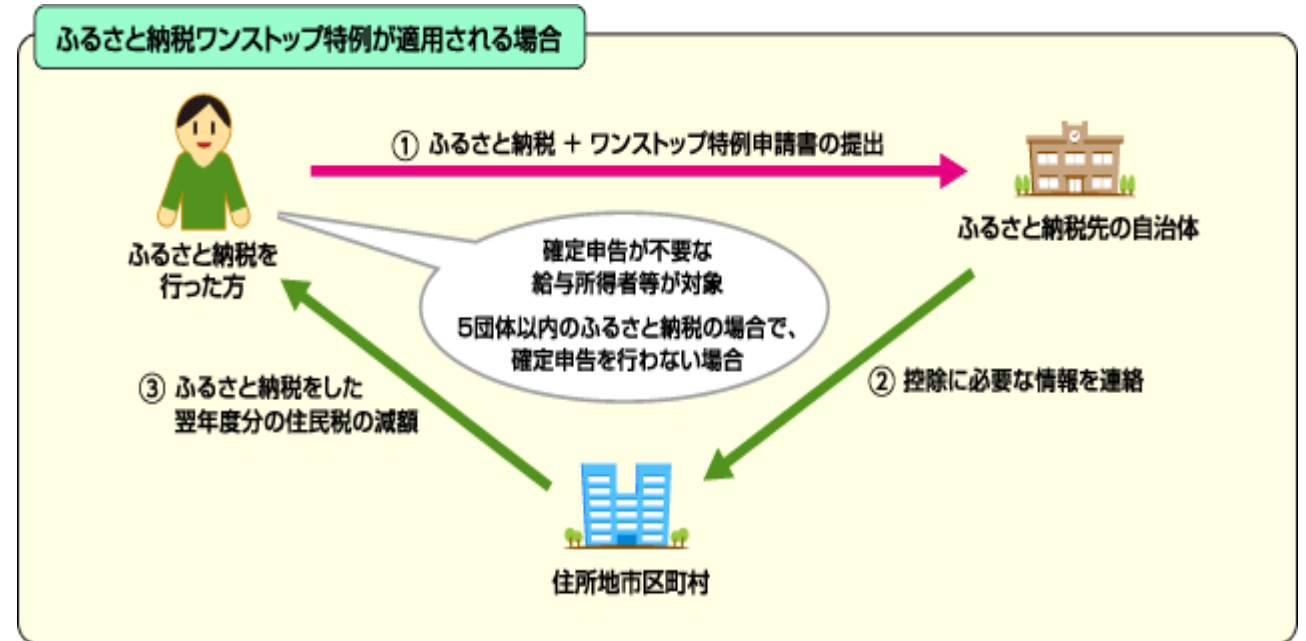 ふるさと納税ワンストップ特例が適用される場合
① ふるさと納税 + ワンストップ特例申請書の提出
ふるさと納税を
行った方
ふるさと納税先の自治体
確定申告が不要な
給与所得者等が対象
5団体以内のふるさと納税の場合で、
確定申告を行わない場合
② 控除に必要な情報を連絡
③ ふるさと納税をした
翌年度分の住民税の減額
住所地市区町村